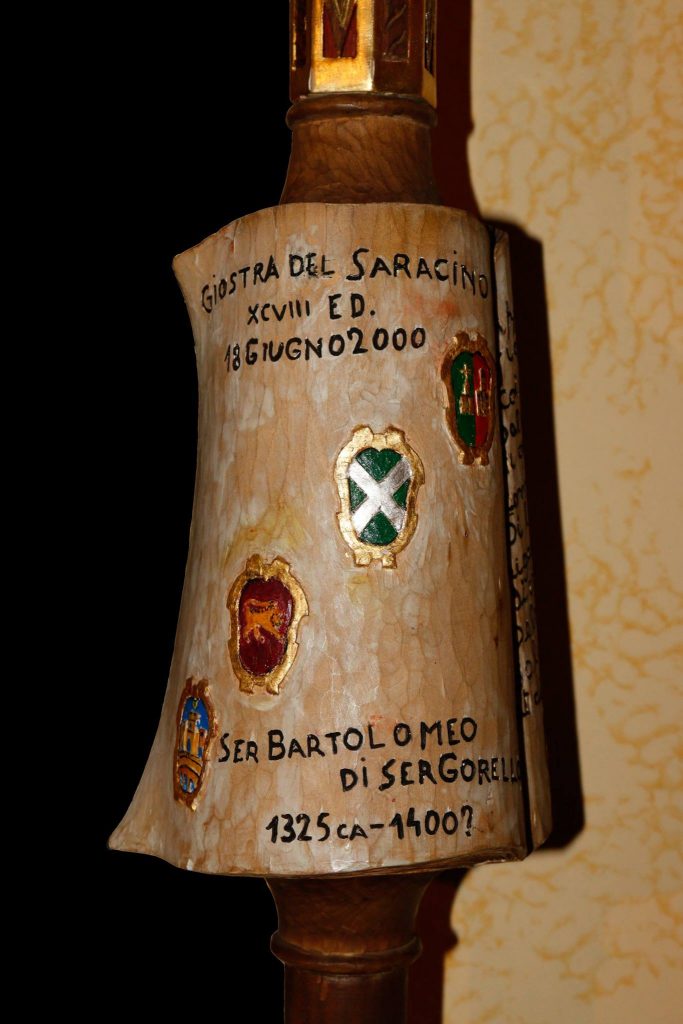 GIOSTRA DEL SARACINO
XCVIII ED.
18 GIUGNO 2000
SER BARTOLOMEO
Di SER GORELLO
1325 CA-1400?